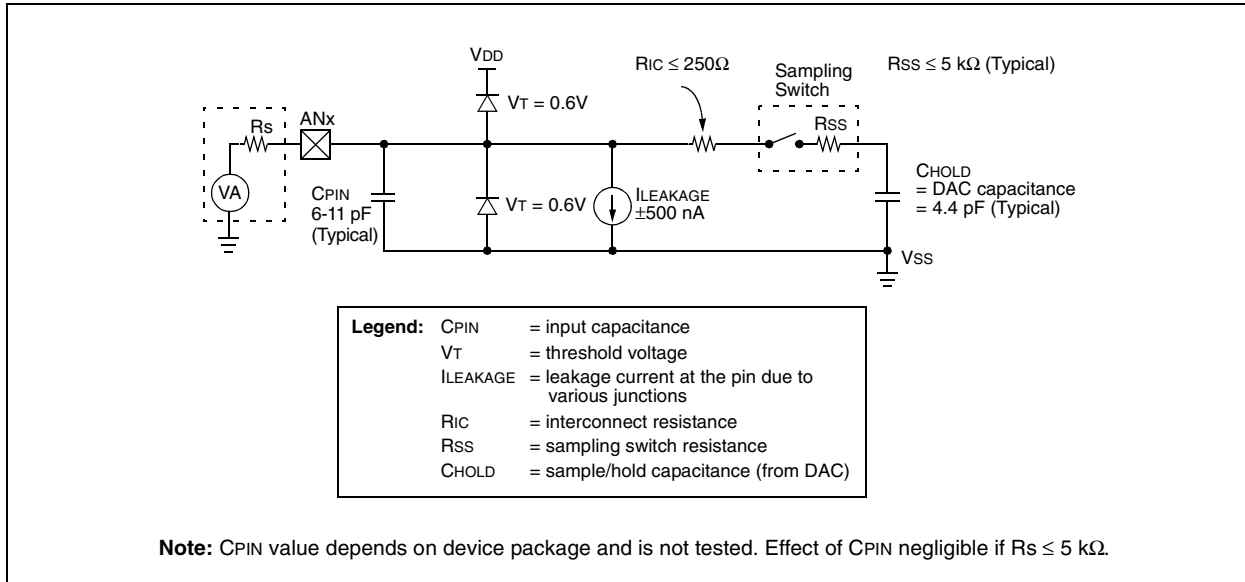 VDD
RIC ≤ 250Ω
Sampling
Switch
RSS ≤ 5 kΩ (Typical)
VT = 0.6V
Rs
ANx
RSS
VA
CPIN
6-11 pF
(Typical)
VT = 0.6V
ILEAKAGE
±500 nA
CHOLD
= DAC capacitance
= 4.4 pF (Typical)
VSS
Legend: CPIN = input capacitance
VT = threshold voltage
ILEAKAGE = leakage current at the pin due to
various junctions
RIC = interconnect resistance
RSS = sampling switch resistance
CHOLD = sample/hold capacitance (from DAC)
Note: CPIN value depends on device package and is not tested. Effect of CPIN negligible if Rs ≤ 5 kΩ.